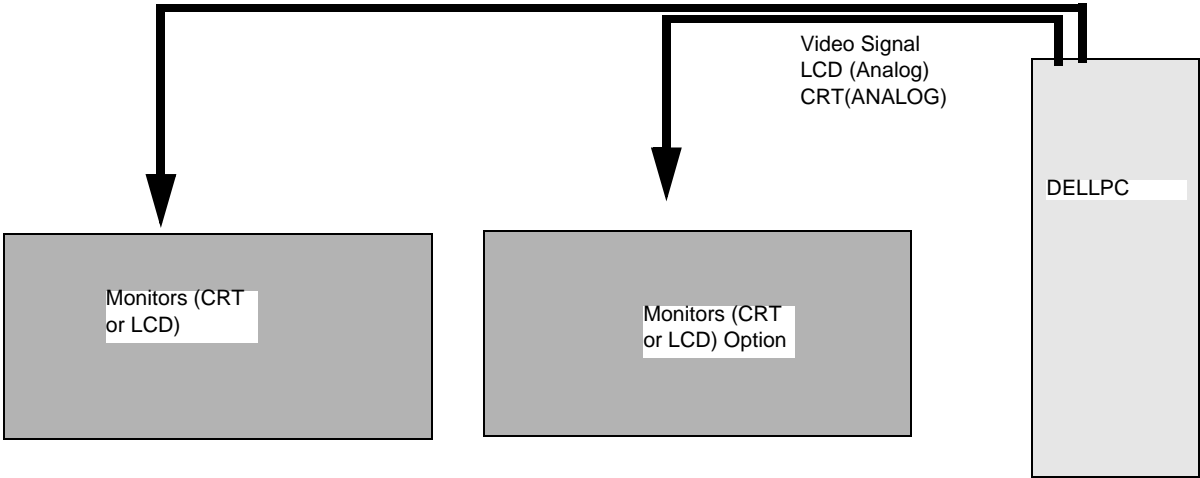 Video Signal
LCD (Analog)
CRT(ANALOG)
DELLPC
Monitors (CRT
or LCD)
Monitors (CRT
or LCD) Option